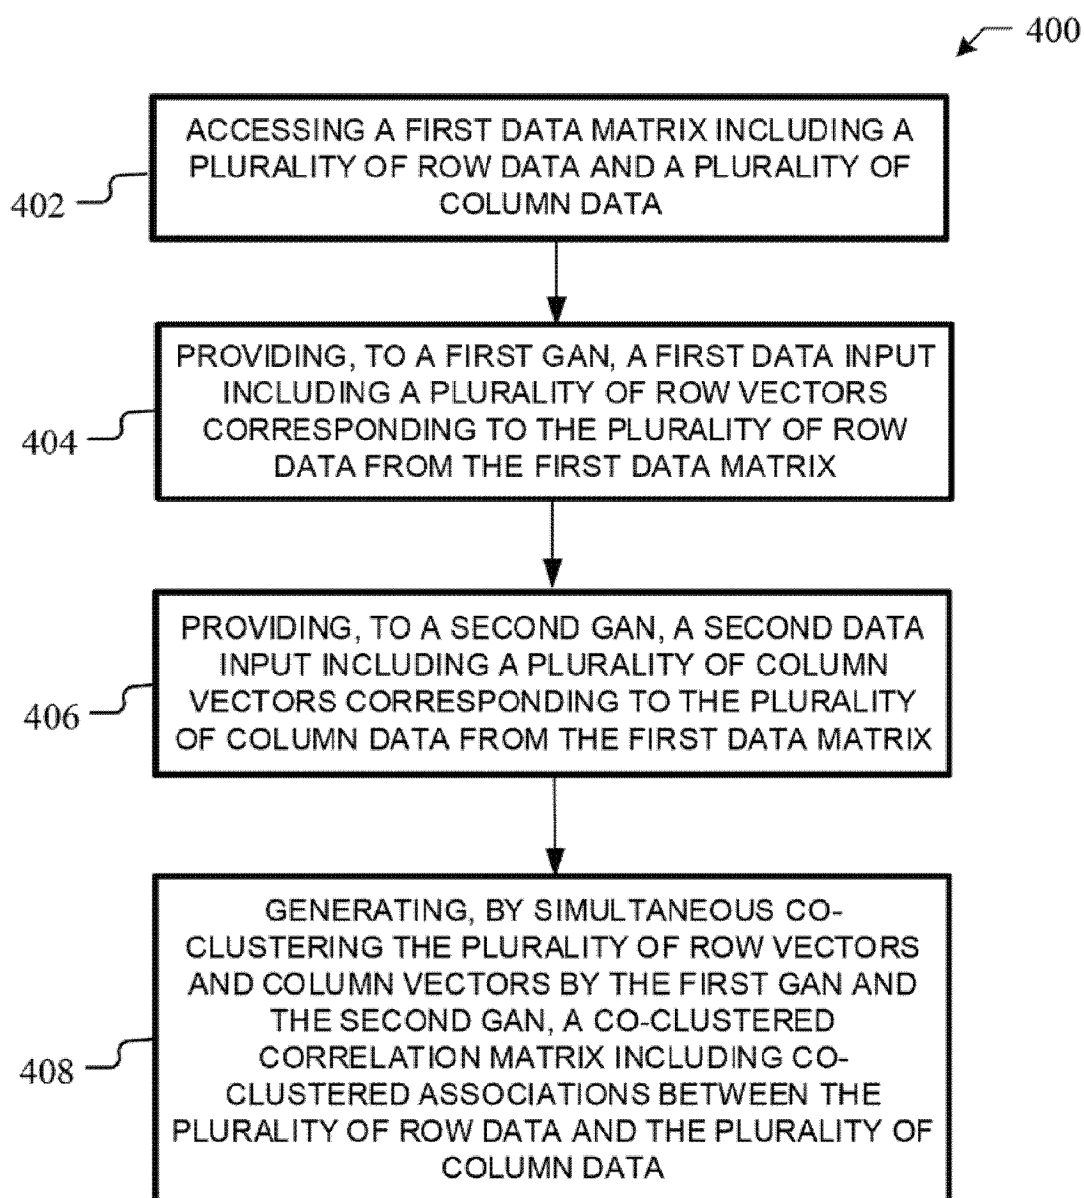 400
ACCESSING A FIRST DATA MATRIX INCLUDING A
PLURALITY OF ROW DATA AND A PLURALITY OF
COLUMN DATA
402
PROVIDING, TO A FIRST GAN, A FIRST DATA INPUT
INCLUDING A PLURALITY OF ROW VECTORS
CORRESPONDING TO THE PLURALITY OF ROW
DATA FROM THE FIRST DATA MATRIX
404
PROVIDING, TO A SECOND GAN, A SECOND DATA
INPUT INCLUDING A PLURALITY OF COLUMN
VECTORS CORRESPONDING TO THE PLURALITY
OF COLUMN DATA FROM THE FIRST DATA MATRIX
406
GENERATING, BY SIMULTANEOUS CO-
CLUSTERING THE PLURALITY OF ROW VECTORS
AND COLUMN VECTORS BY THE FIRST GAN AND
THE SECOND GAN, A CO-CLUSTERED
CORRELATION MATRIX INCLUDING CO-
CLUSTERED ASSOCIATIONS BETWEEN THE
PLURALITY OF ROW DATA AND THE PLURALITY OF
COLUMN DATA
408